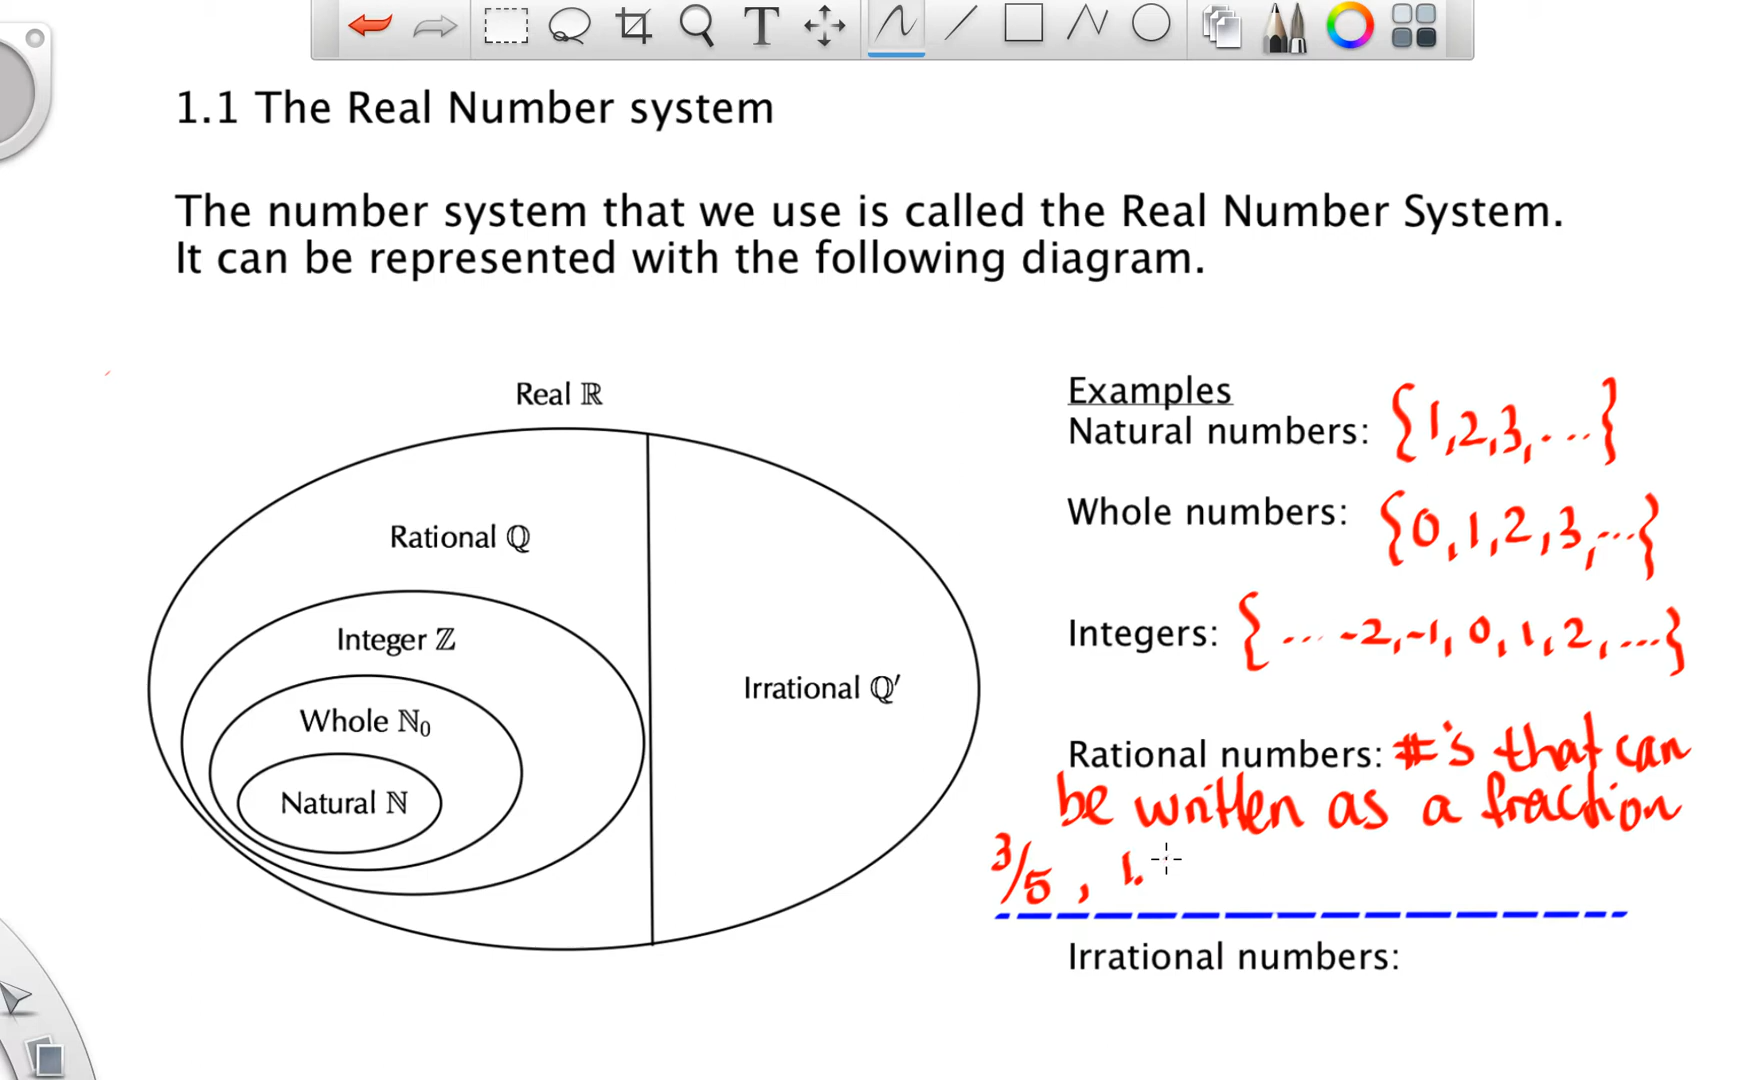 T
1.1 The Real Number system
The number system that we use is called the Real Number System.
It can be represented with the following diagram.
Real ℝ
Rational ℚ
Integer ℤ
Whole ℕ₀
Natural ℕ
Irrational ℚ′
Examples
Natural numbers: {1,2,3,....}
Whole numbers: {0,1,2,3,...}
Integers: {... -2,-1, 0, 1, 2, ...}
Rational numbers: #'s that can
be written as a fraction
3/5 , 1.
Irrational numbers: